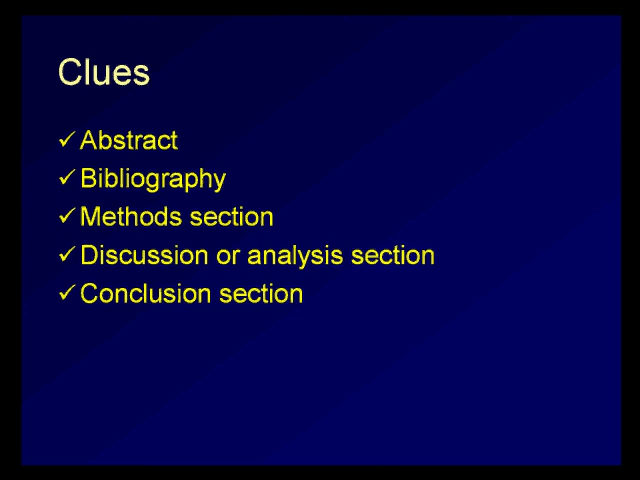 Clues
✓ Abstract
✓ Bibliography
✓ Methods section
✓ Discussion or analysis section
✓ Conclusion section